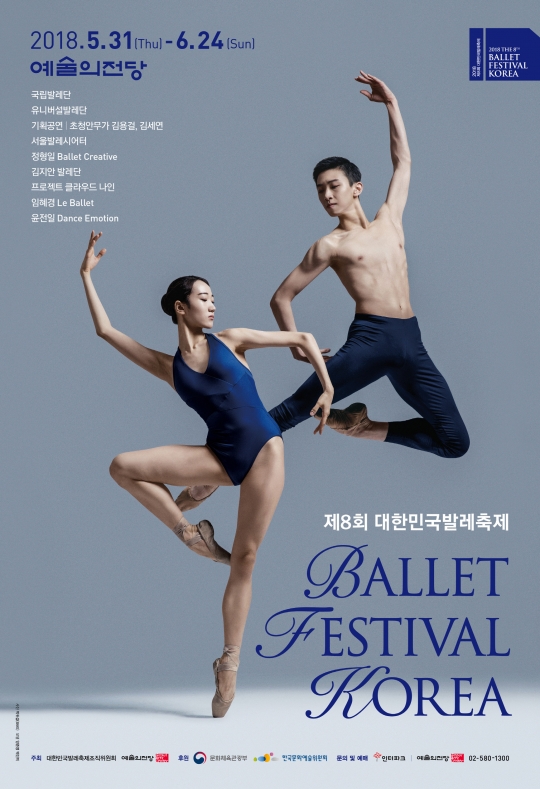 2018.5.31(Thu)-6.24(Sun)
예술의전당
국립발레단
유니버설발레단
기획공연 | 초청안무가 김용걸, 김세연
서울발레시어터
정형일 Ballet Creative
김지안 발레단
프로젝트 클라우드 나인
임혜경 Le Ballet
윤전일 Dance Emotion
2018 THE 8TH
BALLET
FESTIVAL
KOREA
제8회 대한민국발레축제
BALLET
FESTIVAL
KOREA
주최 대한민국발레축제조직위원회 예술의전당 후원 문화체육관광부 한국문화예술위원회 문의 및 예매 인터파크 | 예술의전당 02-580-1300